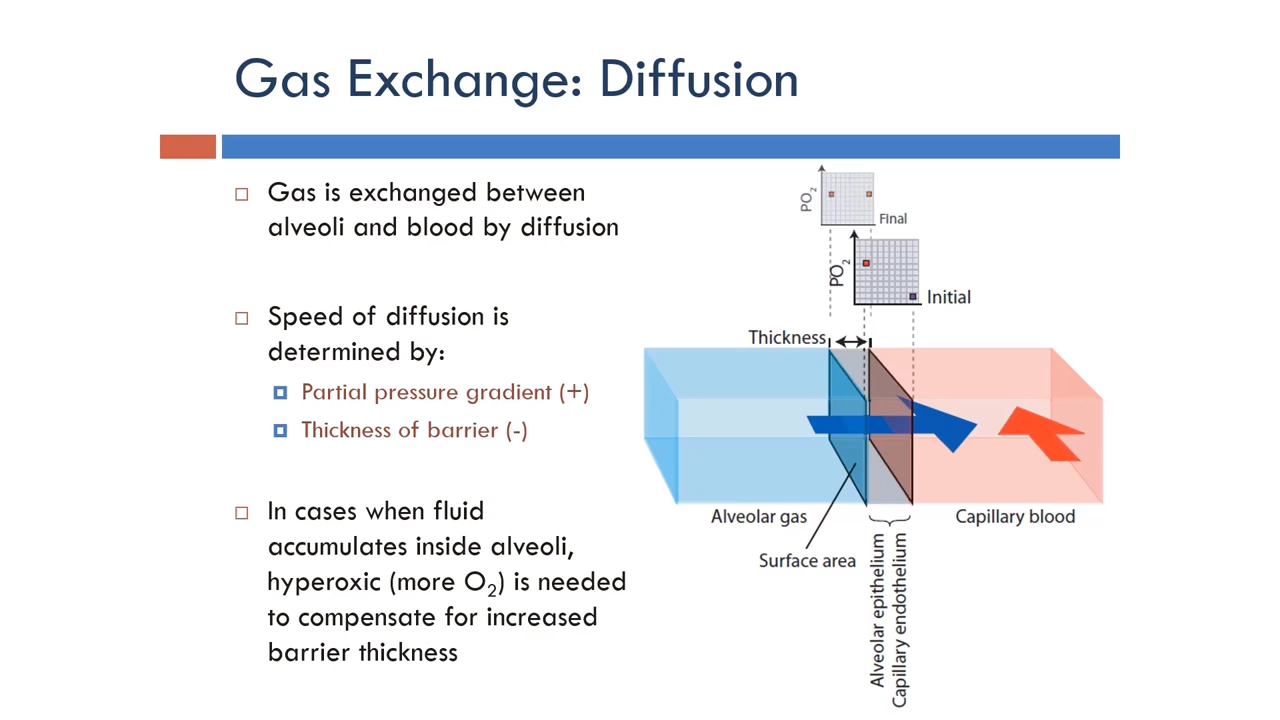 Gas Exchange: Diffusion
Gas is exchanged between
alveoli and blood by diffusion
Speed of diffusion is
determined by:
Partial pressure gradient (+)
Thickness of barrier (-)
In cases when fluid
accumulates inside alveoli,
hyperoxic (more O₂) is needed
to compensate for increased
barrier thickness
PO₂
Final
PO₂
Initial
Thickness
Alveolar gas
Capillary blood
Surface area
Alveolar epithelium
Capillary endothelium